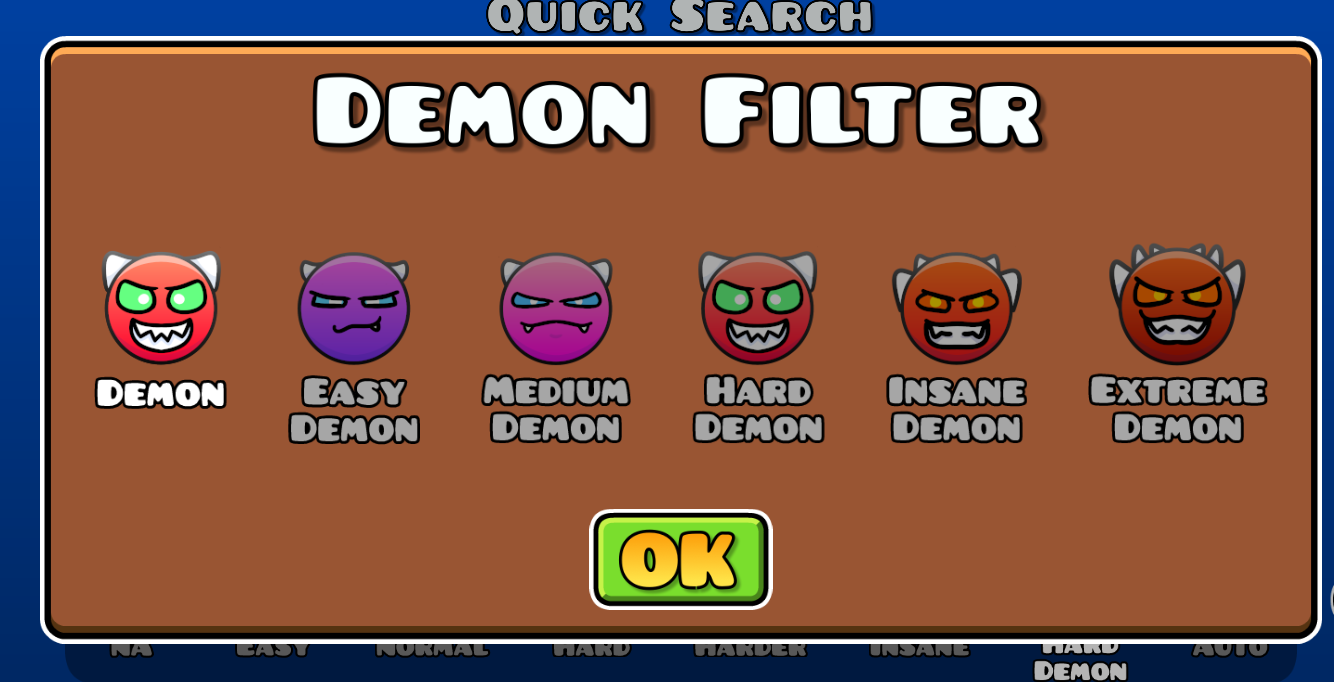 Quick Search
Demon Filter
Demon
Easy
Demon
Medium
Demon
Hard
Demon
Insane
Demon
Extreme
Demon
OK
NA Easy Normal Hard Harder Insane Hard Demon Auto